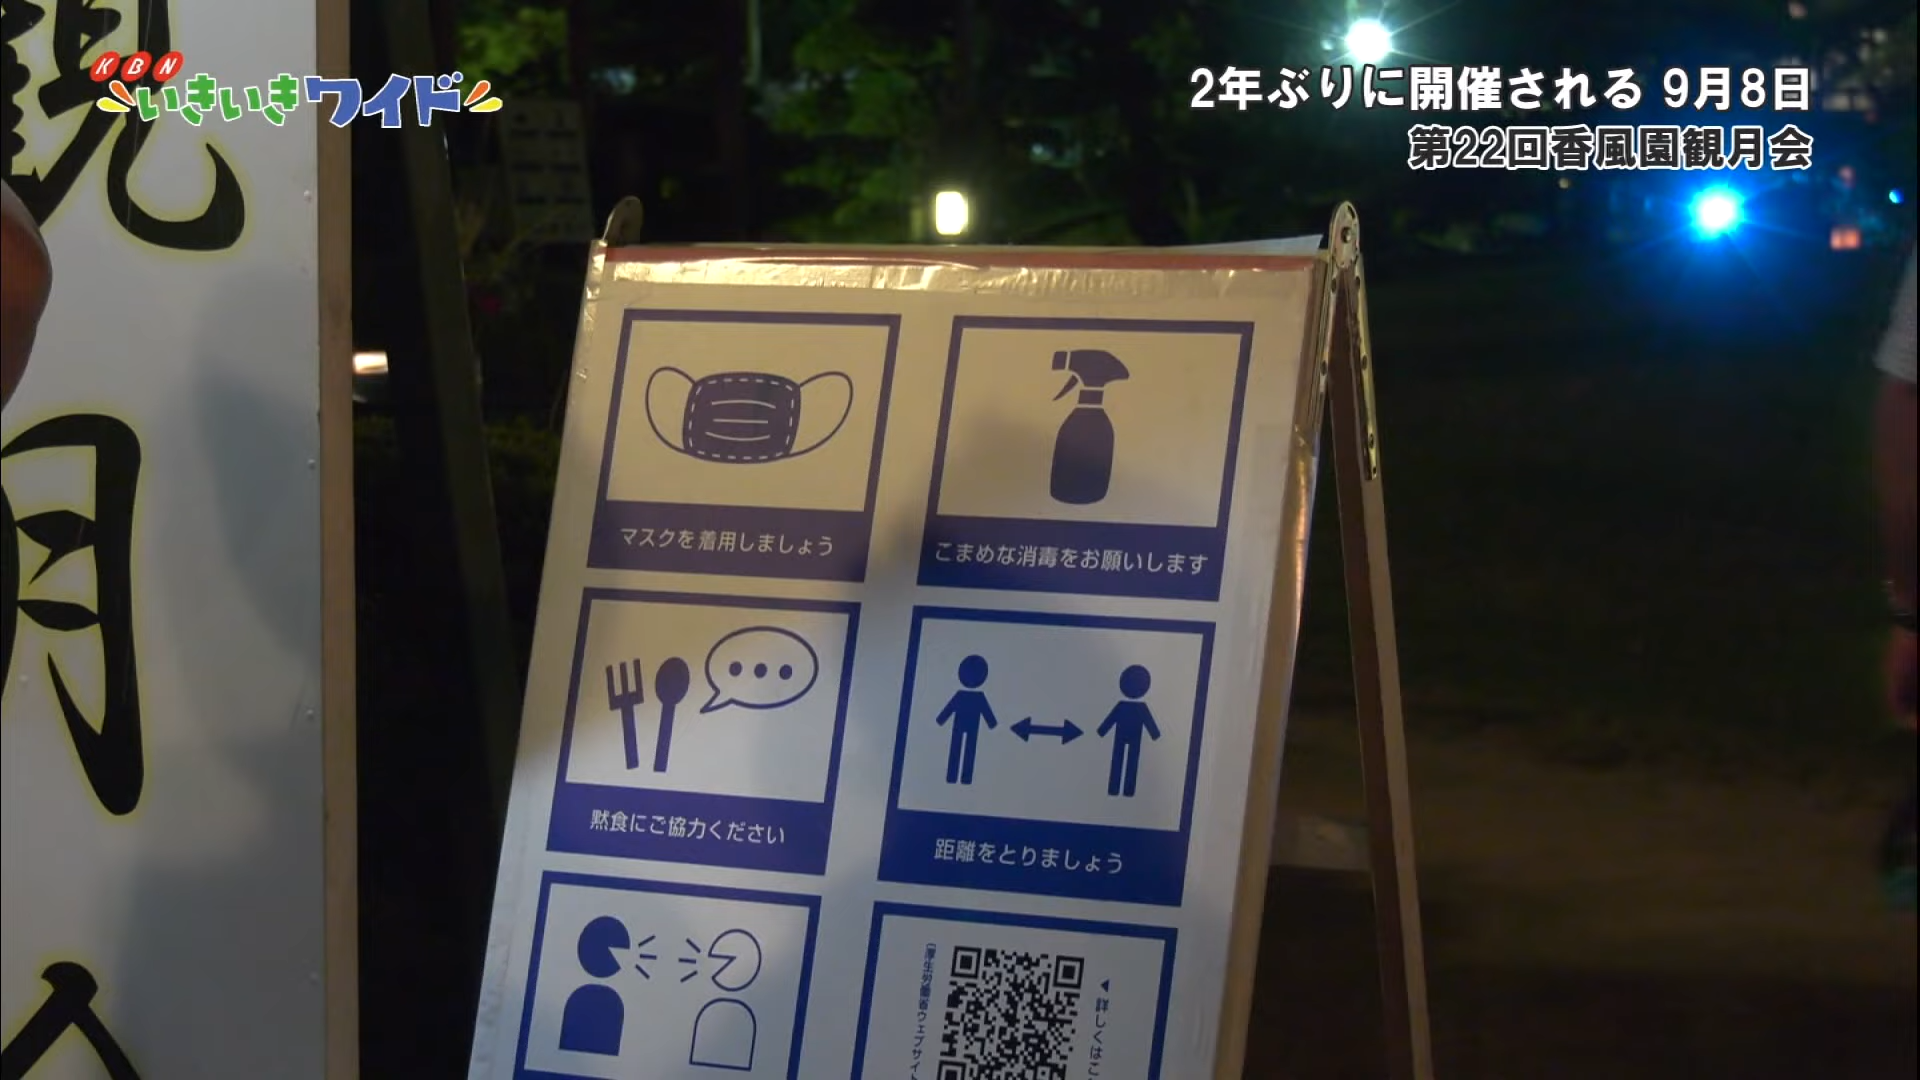 KBN
いきいきワイド
2年ぶりに開催される 9月8日
第22回香風園観月会
観月会
マスクを着用しましょう
こまめな消毒をお願いします
黙食にご協力ください
距離をとりましょう
(厚生労働省ウェブサイト
◀詳しくはこ